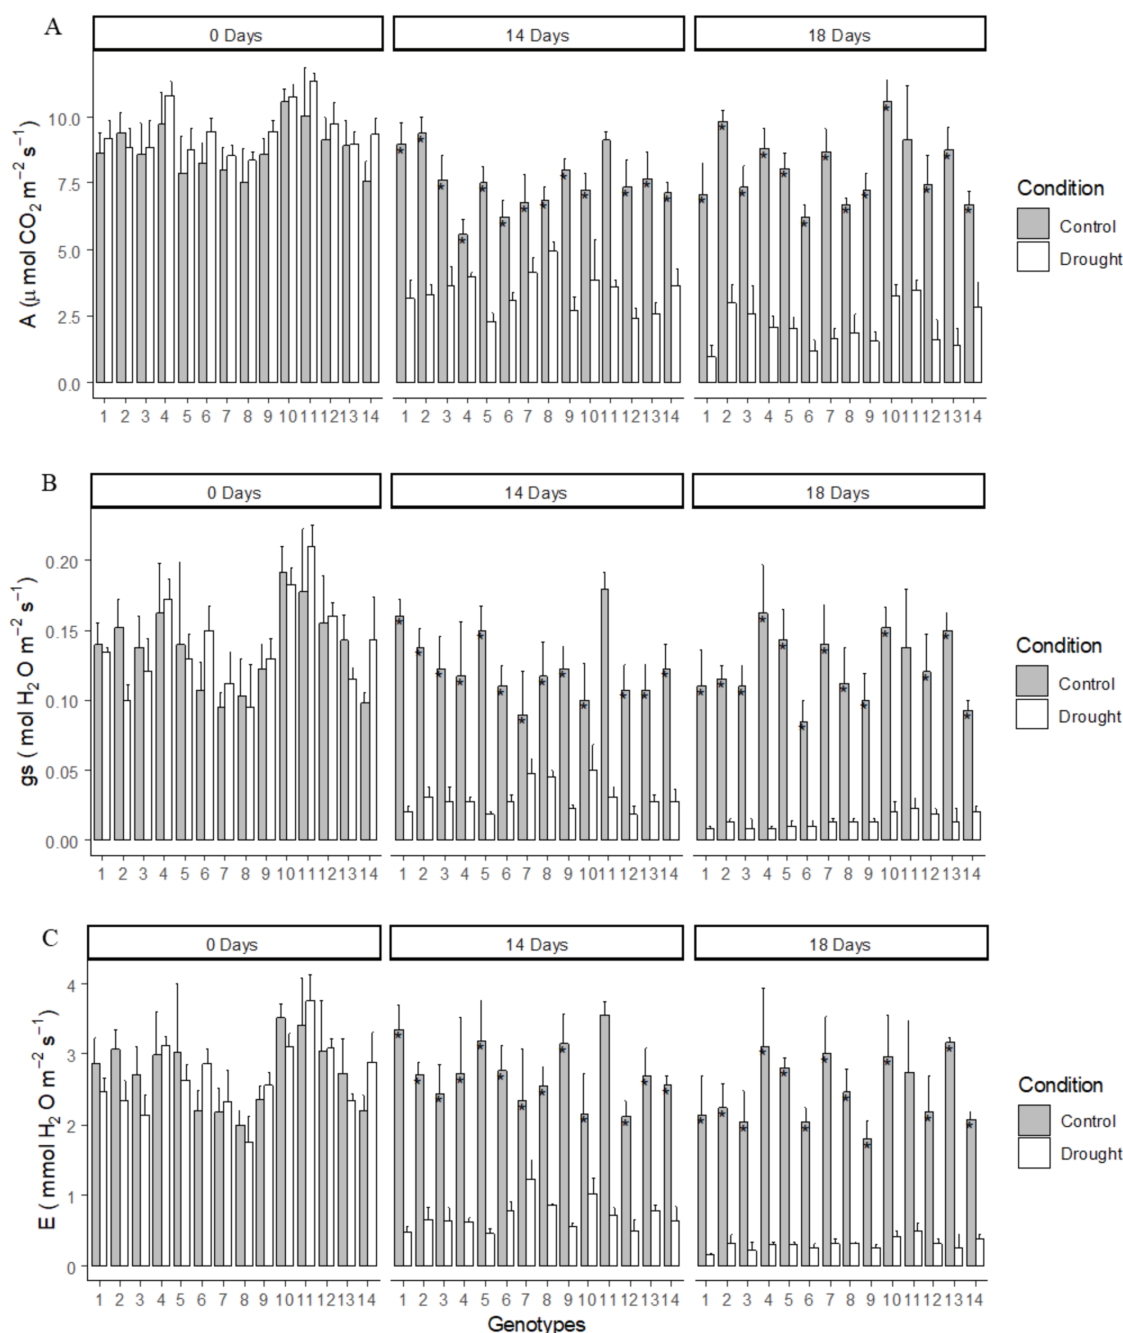 A
0 Days
14 Days
18 Days
A (μ mol CO₂ m⁻² s⁻¹)
10.0
7.5
5.0
2.5
0.0
1 2 3 4 5 6 7 8 9 10 11 12 13 14
1 2 3 4 5 6 7 8 9 10 11 12 13 14
1 2 3 4 5 6 7 8 9 10 11 12 13 14
Condition
Control
Drought
B
0 Days
14 Days
18 Days
gs ( mol H₂ O m⁻² s⁻¹)
0.20
0.15
0.10
0.05
0.00
1 2 3 4 5 6 7 8 9 10 11 12 13 14
1 2 3 4 5 6 7 8 9 10 11 12 13 14
1 2 3 4 5 6 7 8 9 10 11 12 13 14
Condition
Control
Drought
C
0 Days
14 Days
18 Days
E ( mmol H₂ O m⁻² s⁻¹)
4
3
2
1
0
1 2 3 4 5 6 7 8 9 10 11 12 13 14
1 2 3 4 5 6 7 8 9 10 11 12 13 14
1 2 3 4 5 6 7 8 9 10 11 12 13 14
Genotypes
Condition
Control
Drought